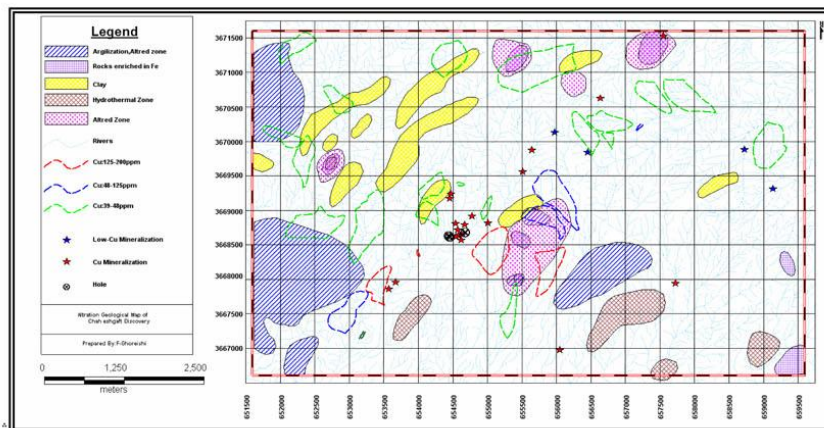 Legend
Argilization,Altred zone
Rocks enriched in Fe
Clay
Hydrothermal Zone
Altred Zone
Rivers
Cu:125-200ppm
Cu:48-125ppm
Cu:39-48ppm
Low-Cu Mineralization
Cu Mineralization
Hole
Altration Geological Map of
Discovery
Prepared By
0 1,250 2,500
meters
3671500
3671000
3670500
3670000
3669500
3669000
3668500
3668000
3667500
3667000
651500
652000
652500
653000
653500
654000
654500
655000
655500
656000
656500
657000
657500
658000
658500
659000
659500